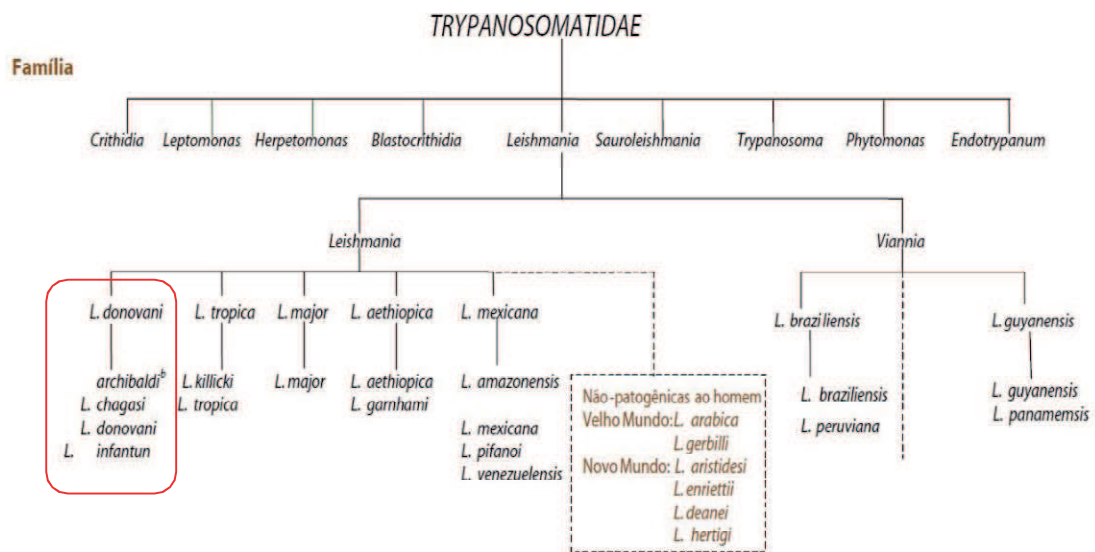 TRYPANOSOMATIDAE
Família
Crithidia Leptomonas Herpetomonas Blastocrithidia Leishmania Sauroleishmania Trypanosoma Phytomonas Endotrypanum
Leishmania Viannia
L. donovani L. tropica L. major L. aethiopica L. mexicana L. braziliensis L. guyanensis
archibaldiᵇ
L. chagasi
L. donovani
L. infantun
L. killicki
L. tropica
L. major
L. aethiopica
L. garnhami
L. amazonensis
L. mexicana
L. pifanoi
L. venezuelensis
Não-patogênicas ao homem
Velho Mundo: L. arabica
L. gerbilli
Novo Mundo: L. aristidesi
L. enriettii
L. deanei
L. hertigi
L. braziliensis
L. peruviana
L. guyanensis
L. panamemsis